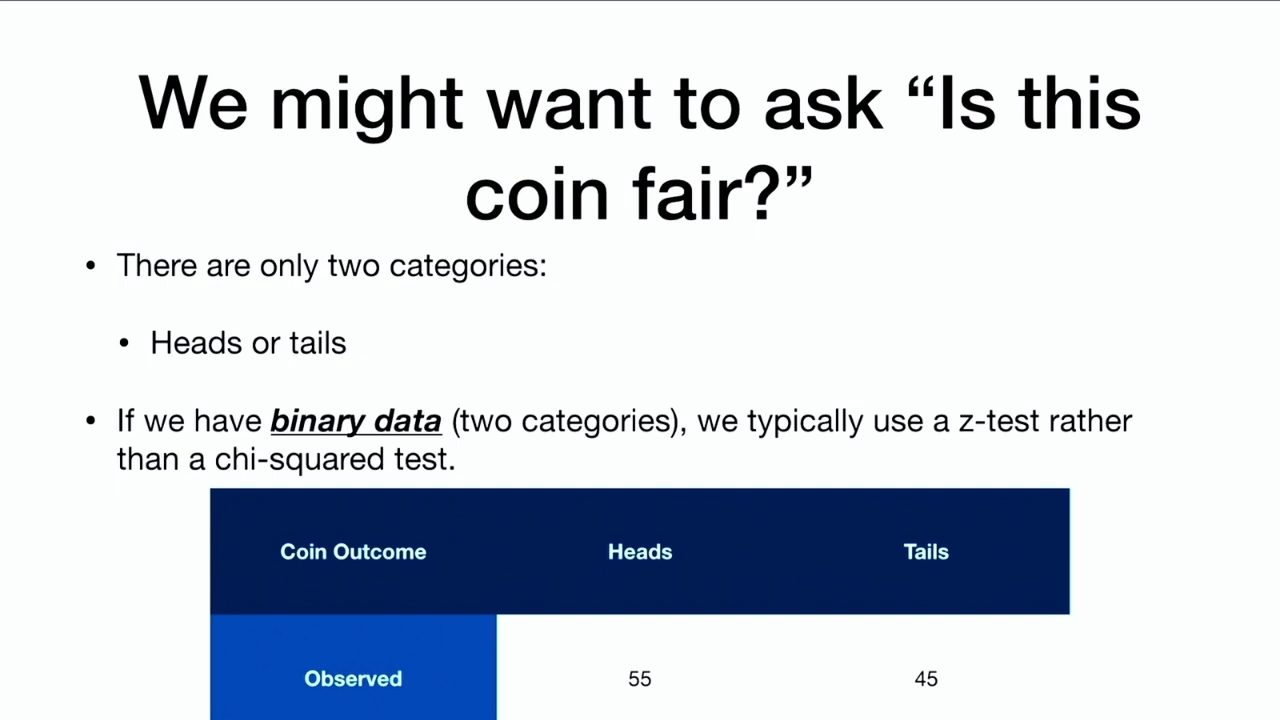 We might want to ask “Is this
coin fair?”
• There are only two categories:
• Heads or tails
• If we have binary data (two categories), we typically use a z-test rather
than a chi-squared test.
Coin Outcome Heads Tails
Observed 55 45